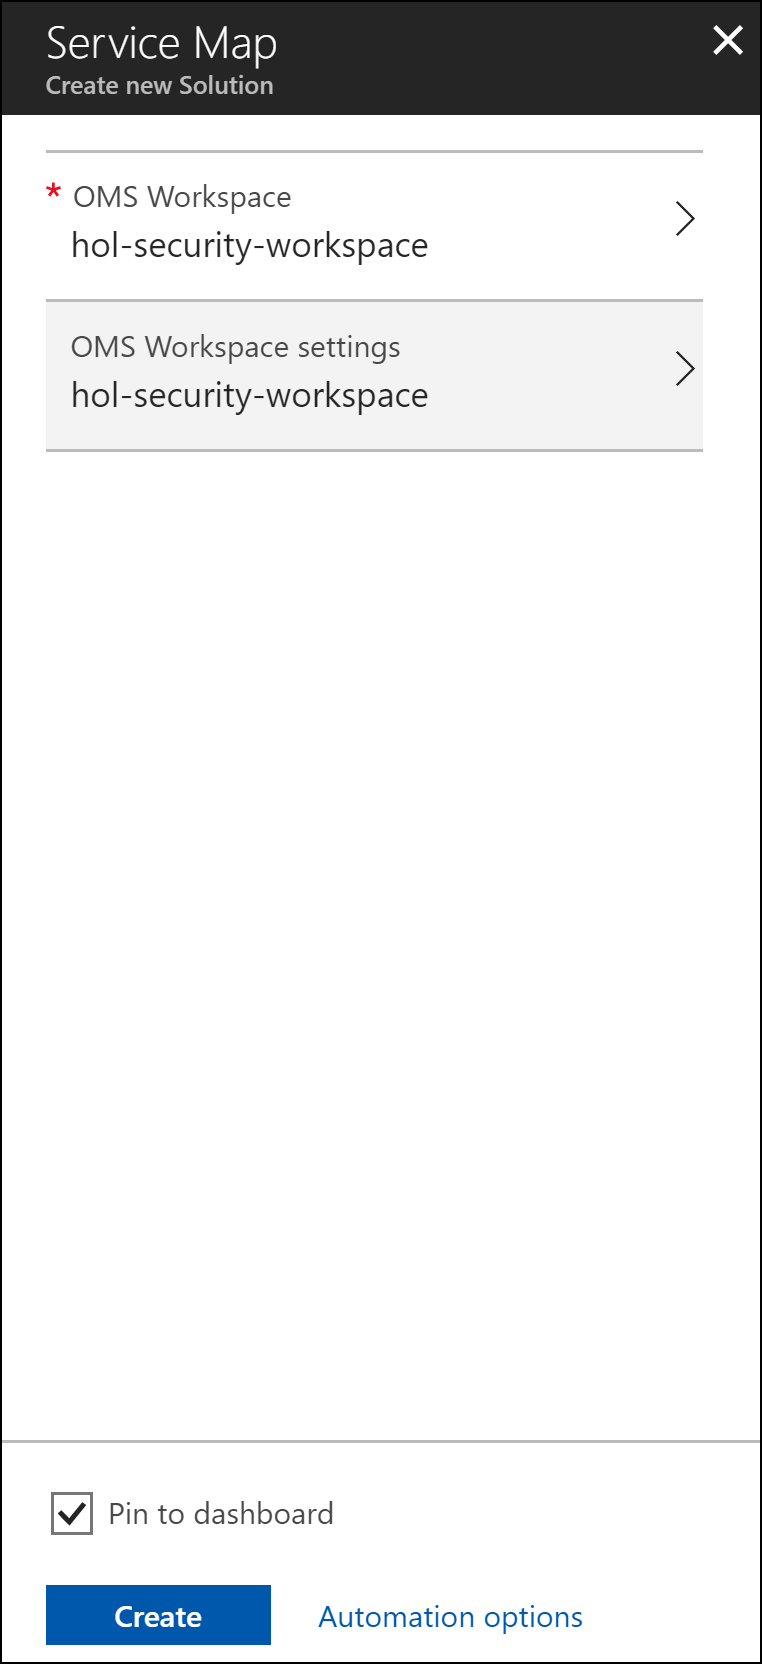 Service Map
Create new Solution
* OMS Workspace
hol-security-workspace
OMS Workspace settings
hol-security-workspace
Pin to dashboard
Create
Automation options